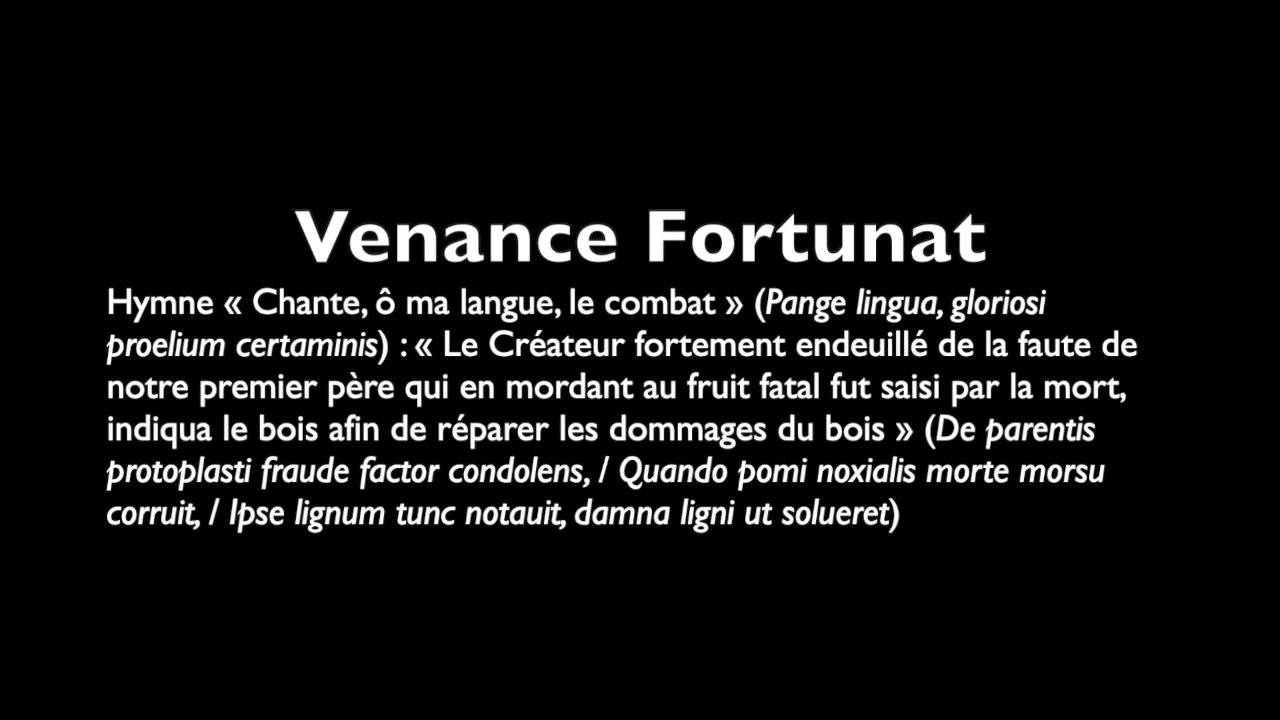 Venance Fortunat
Hymne « Chante, ô ma langue, le combat » (Pange lingua, gloriosi
proelium certaminis) : « Le Créateur fortement endeuillé de la faute de
notre premier père qui en mordant au fruit fatal fut saisi par la mort,
indiqua le bois afin de réparer les dommages du bois » (De parentis
protoplasti fraude factor condolens, / Quando pomi noxialis morte morsu
corruit, / Ipse lignum tunc notauit, damna ligni ut solueret)